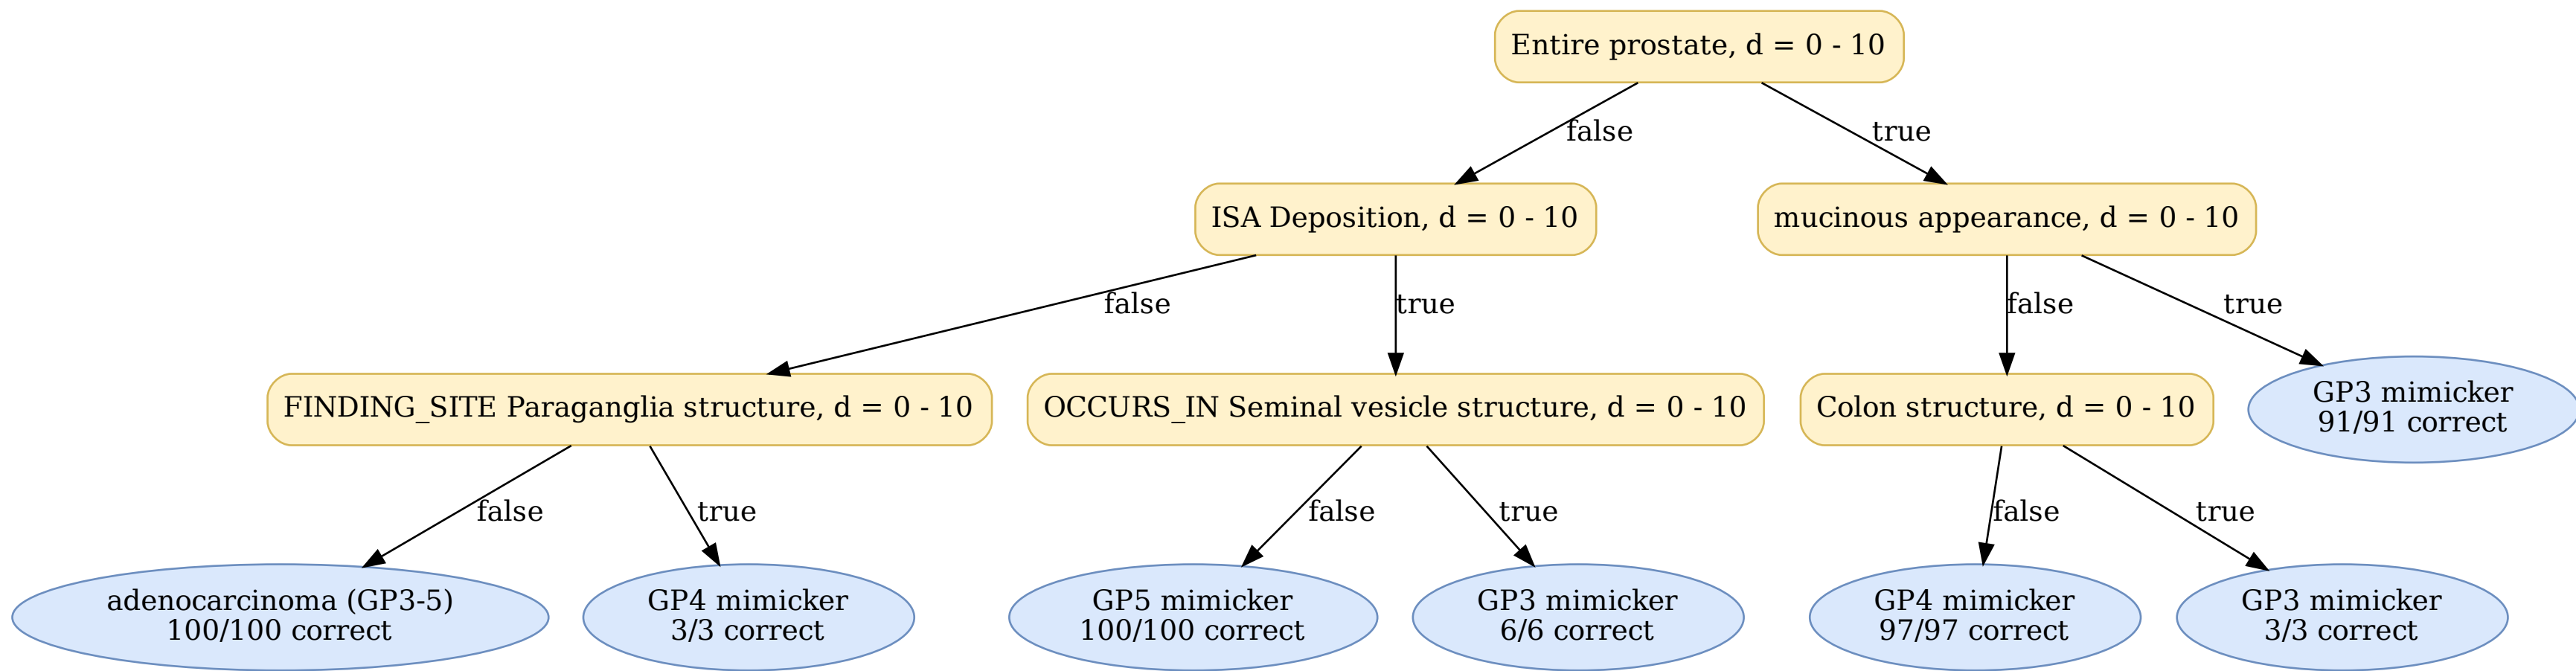 Entire prostate, d = 0 - 10
false
true
ISA Deposition, d = 0 - 10
mucinous appearance, d = 0 - 10
false
true
false
true
FINDING_SITE Paraganglia structure, d = 0 - 10
OCCURS_IN Seminal vesicle structure, d = 0 - 10
Colon structure, d = 0 - 10
GP3 mimicker
91/91 correct
false
true
false
true
false
true
adenocarcinoma (GP3-5)
100/100 correct
GP4 mimicker
3/3 correct
GP5 mimicker
100/100 correct
GP3 mimicker
6/6 correct
GP4 mimicker
97/97 correct
GP3 mimicker
3/3 correct